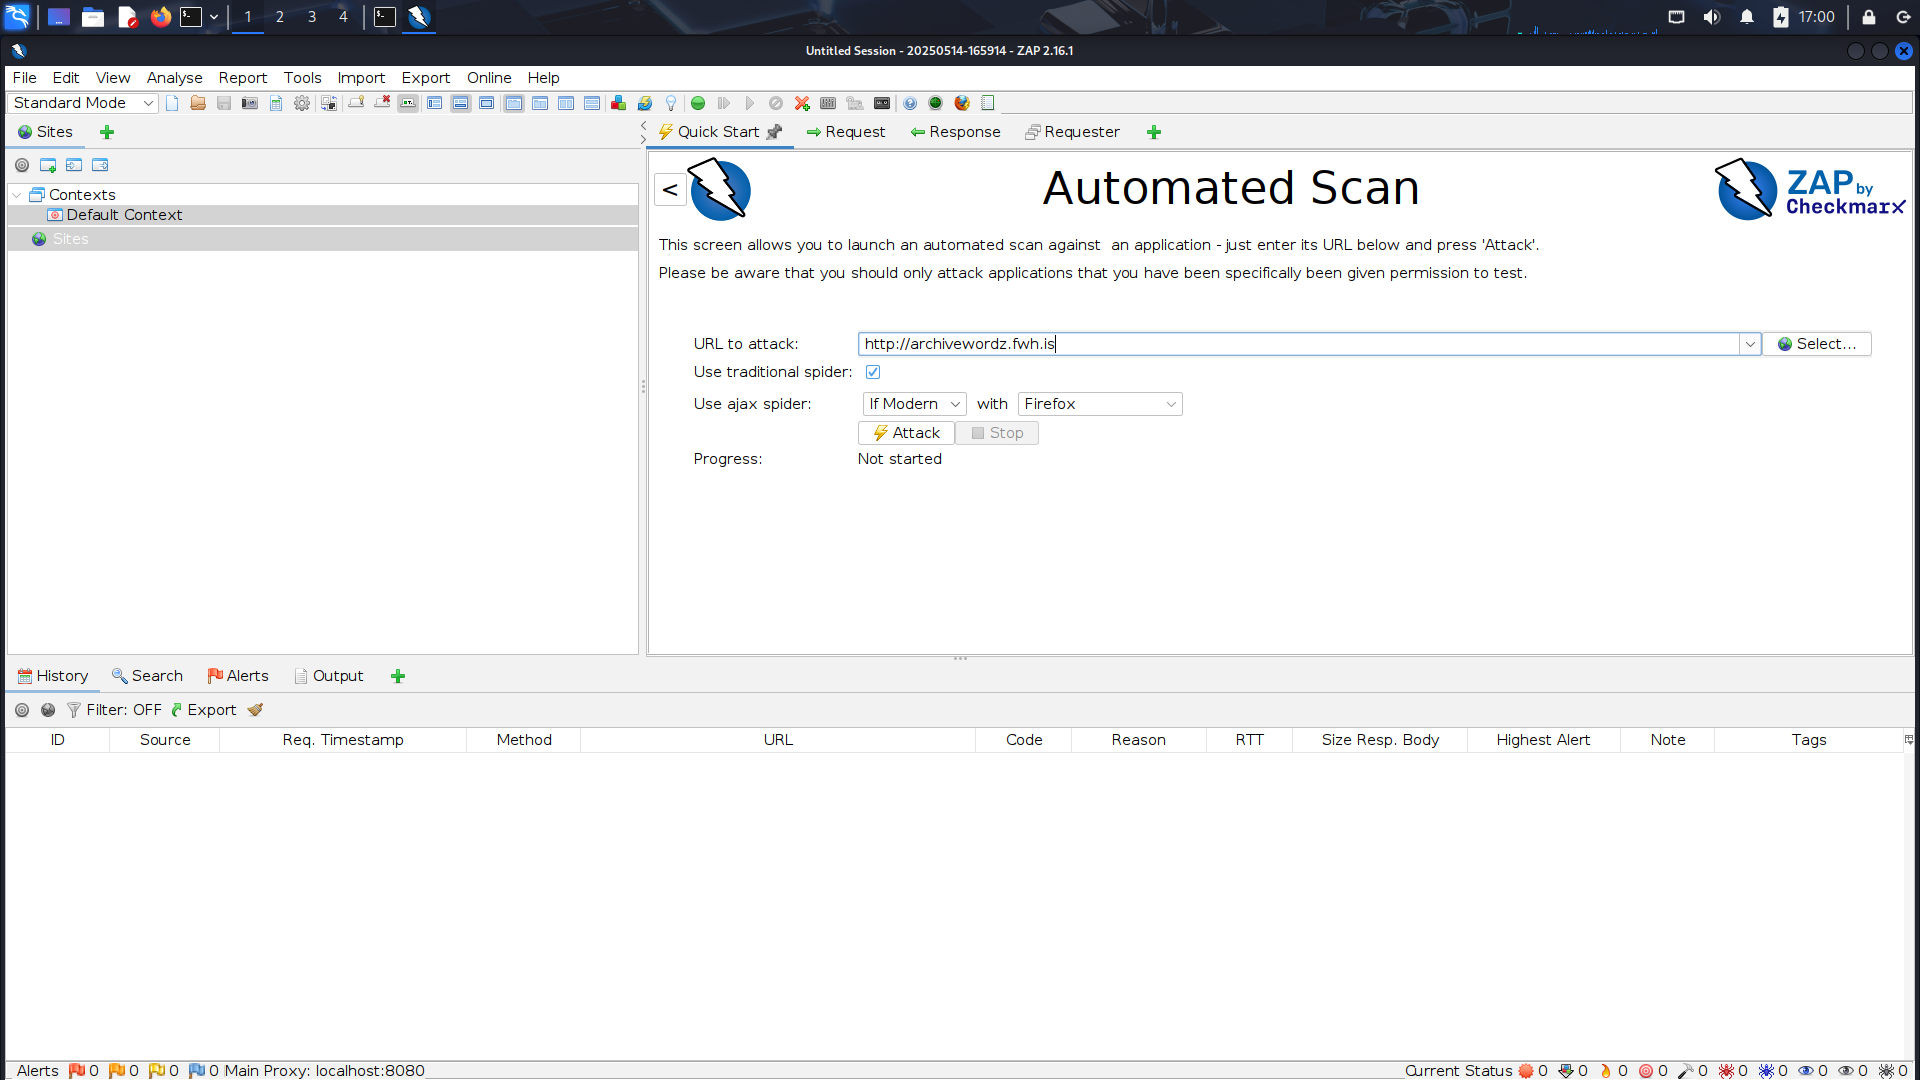 1 2 3 4 17:00
Untitled Session - 20250514-165914 - ZAP 2.16.1
File Edit View Analyse Report Tools Import Export Online Help
Standard Mode
Sites
Quick Start Request Response Requester
Contexts
Default Context
Sites
< Automated Scan
ZAP by Checkmarx
This screen allows you to launch an automated scan against an application - just enter its URL below and press 'Attack'.
Please be aware that you should only attack applications that you have been specifically been given permission to test.
URL to attack: http://archivewordz.fwh.is Select...
Use traditional spider:
Use ajax spider: If Modern with Firefox
Attack Stop
Progress: Not started
History Search Alerts Output
Filter: OFF Export
ID Source Req. Timestamp Method URL Code Reason RTT Size Resp. Body Highest Alert Note Tags
Alerts 0 0 0 0 Main Proxy: localhost:8080 Current Status 0 0 0 0 0 0 0 0 0 0